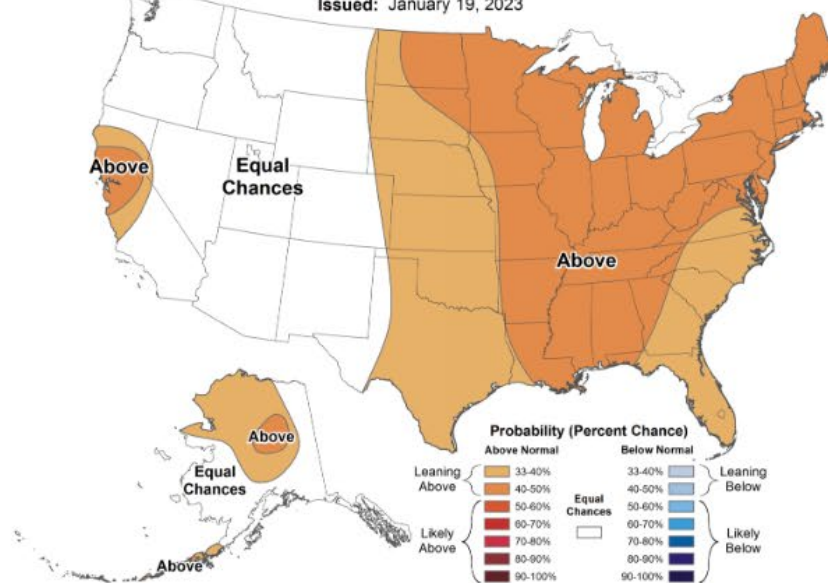 Issued: January 19, 2023
Above
Equal
Chances
Above
Above
Equal
Chances
Above
Probability (Percent Chance)
Above Normal
Below Normal
Leaning
Above
33-40%
40-50%
Likely
Above
50-60%
60-70%
70-80%
80-90%
90-100%
Equal
Chances
33-40%
40-50%
Leaning
Below
50-60%
60-70%
70-80%
80-90%
90-100%
Likely
Below